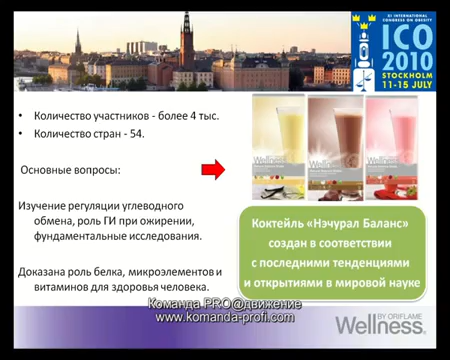 XI INTERNATIONAL
CONGRESS ON OBESITY
ICO
2010
STOCKHOLM
11-15 JULY
• Количество участников - более 4 тыс.
• Количество стран - 54.
Основные вопросы:
Изучение регуляции углеводного
обмена, роль ГИ при ожирении,
фундаментальные исследования.
Доказана роль белка, микроэлементов и
витаминов для здоровья человека.
Wellness
Wellness
Wellness
Коктейль «Нэчурал Баланс»
создан в соответствии
с последними тенденциями
и открытиями в мировой науке
Команда PRO@движение
www.komanda-profi.com
BY ORIFLAME
Wellness.